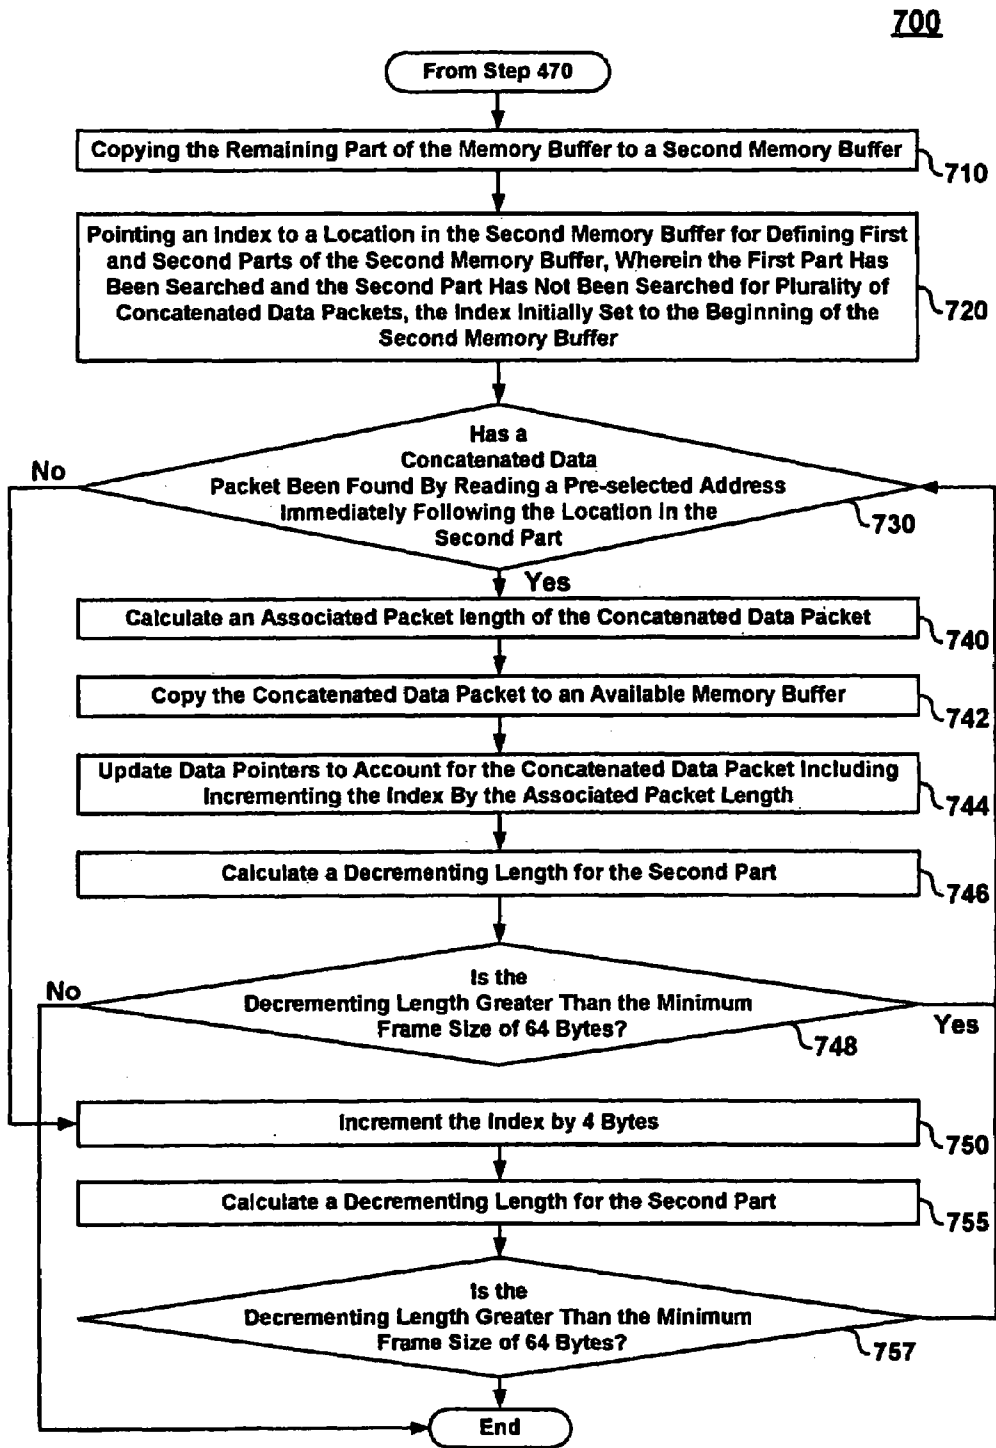 700
From Step 470
Copying the Remaining Part of the Memory Buffer to a Second Memory Buffer
710
Pointing an Index to a Location in the Second Memory Buffer for Defining First
and Second Parts of the Second Memory Buffer, Wherein the First Part Has
Been Searched and the Second Part Has Not Been Searched for Plurality of
Concatenated Data Packets, the Index Initially Set to the Beginning of the
Second Memory Buffer
720
Has a
Concatenated Data
Packet Been Found By Reading a Pre-selected Address
Immediately Following the Location in the
Second Part
No
730
Yes
Calculate an Associated Packet length of the Concatenated Data Packet
740
Copy the Concatenated Data Packet to an Available Memory Buffer
742
Update Data Pointers to Account for the Concatenated Data Packet Including
Incrementing the Index By the Associated Packet Length
744
Calculate a Decrementing Length for the Second Part
746
Is the
Decrementing Length Greater Than the Minimum
Frame Size of 64 Bytes?
No
Yes
748
Increment the Index by 4 Bytes
750
Calculate a Decrementing Length for the Second Part
755
Is the
Decrementing Length Greater Than the Minimum
Frame Size of 64 Bytes?
757
End